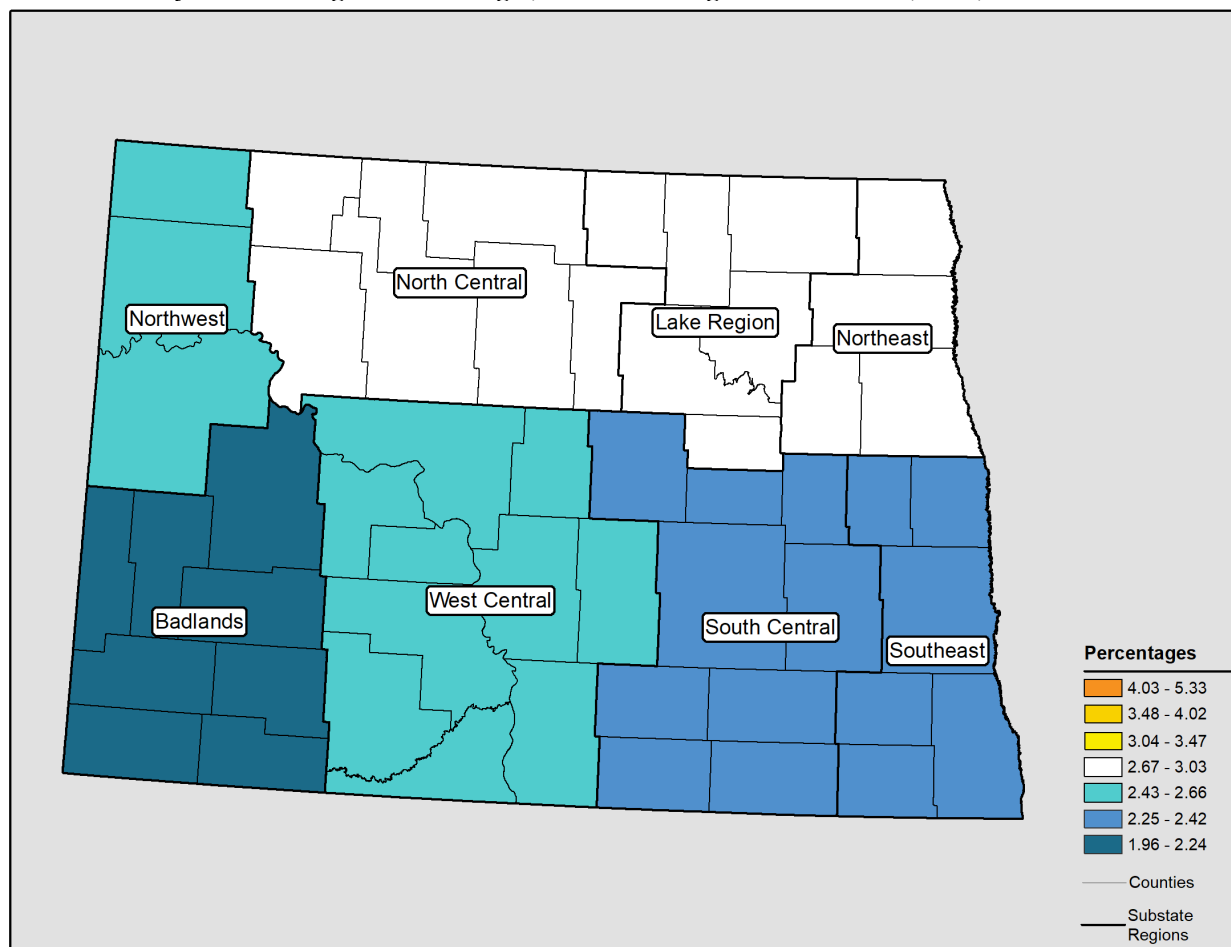 North Central
Northwest
Lake Region
Northeast
West Central
Badlands
South Central
Southeast
Percentages
4.03 - 5.33
3.48 - 4.02
3.04 - 3.47
2.67 - 3.03
2.43 - 2.66
2.25 - 2.42
1.96 - 2.24
Counties
Substate
Regions